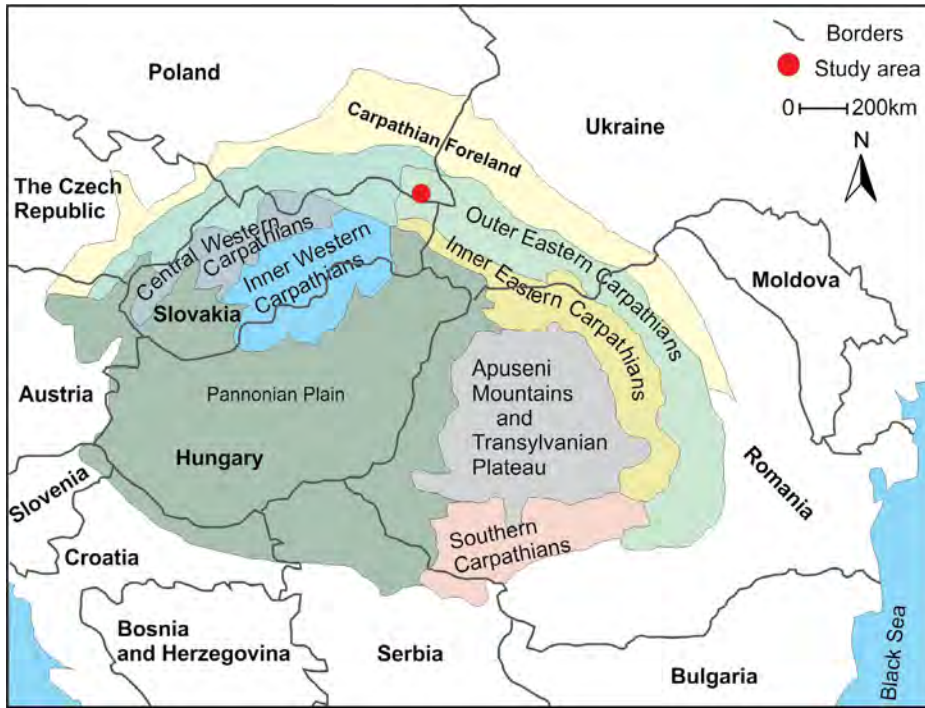 Borders
Study area
0 200km
N
Poland
Ukraine
Carpathian Foreland
The Czech
Republic
Outer Eastern Carpathians
Central Western
Carpathians
Inner Western
Carpathians
Inner Eastern Carpathians
Moldova
Slovakia
Austria
Pannonian Plain
Apuseni
Mountains
and
Transylvanian
Plateau
Hungary
Slovenia
Romania
Croatia
Southern
Carpathians
Bosnia
and Herzegovina
Serbia
Bulgaria
Black Sea